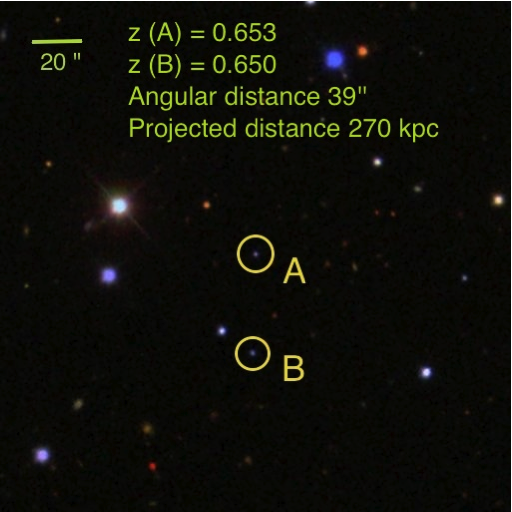 z (A) = 0.653
20 "
z (B) = 0.650
Angular distance 39"
Projected distance 270 kpc
A
B